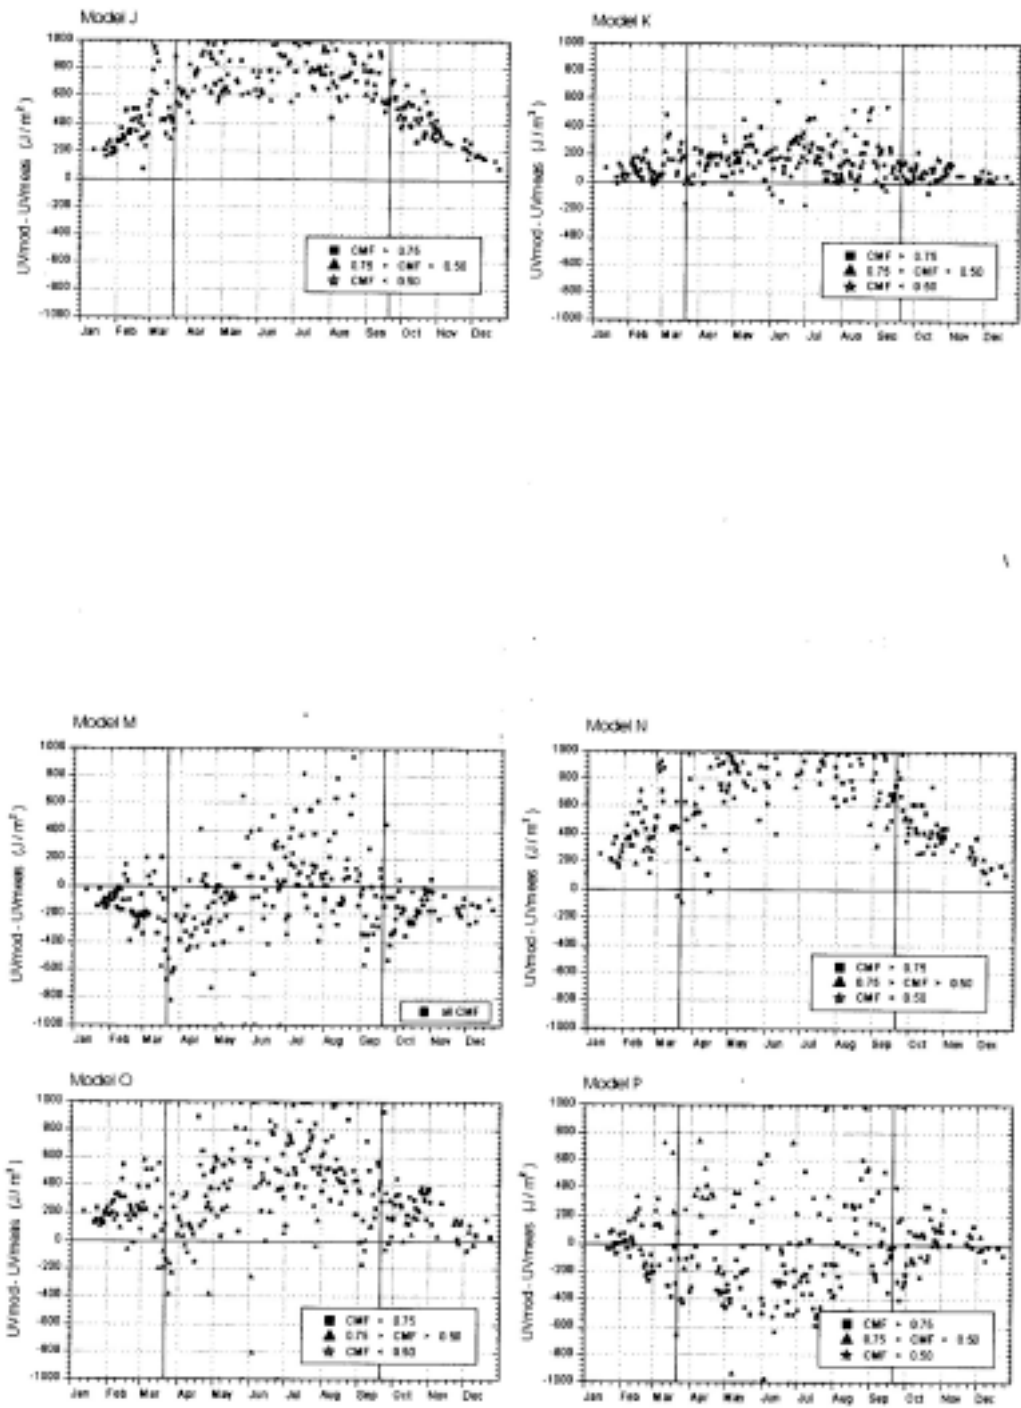 Model J
1000
800
600
400
200
0
-200
-400
-600
-800
-1000
UVmod - UVmeas (J / m²)
CMF > 0.75
0.75 > CMF > 0.50
CMF < 0.50
Jan Feb Mar Apr May Jun Jul Aug Sep Oct Nov Dec
Model K
1000
800
600
400
200
0
-200
-400
-600
-800
-1000
UVmod - UVmeas (J / m²)
CMF > 0.75
0.75 > CMF > 0.50
CMF < 0.50
Jan Feb Mar Apr May Jun Jul Aug Sep Oct Nov Dec
Model M
1000
800
600
400
200
0
-200
-400
-600
-800
-1000
UVmod - UVmeas (J / m²)
all CMF
Jan Feb Mar Apr May Jun Jul Aug Sep Oct Nov Dec
Model N
1000
800
600
400
200
0
-200
-400
-600
-800
-1000
UVmod - UVmeas (J / m²)
CMF > 0.75
0.75 > CMF > 0.50
CMF < 0.50
Jan Feb Mar Apr May Jun Jul Aug Sep Oct Nov Dec
Model O
1000
800
600
400
200
0
-200
-400
-600
-800
-1000
UVmod - UVmeas (J / m²)
CMF > 0.75
0.75 > CMF > 0.50
CMF < 0.50
Jan Feb Mar Apr May Jun Jul Aug Sep Oct Nov Dec
Model P
1000
800
600
400
200
0
-200
-400
-600
-800
-1000
UVmod - UVmeas (J / m²)
CMF > 0.75
0.75 > CMF > 0.50
CMF < 0.50
Jan Feb Mar Apr May Jun Jul Aug Sep Oct Nov Dec